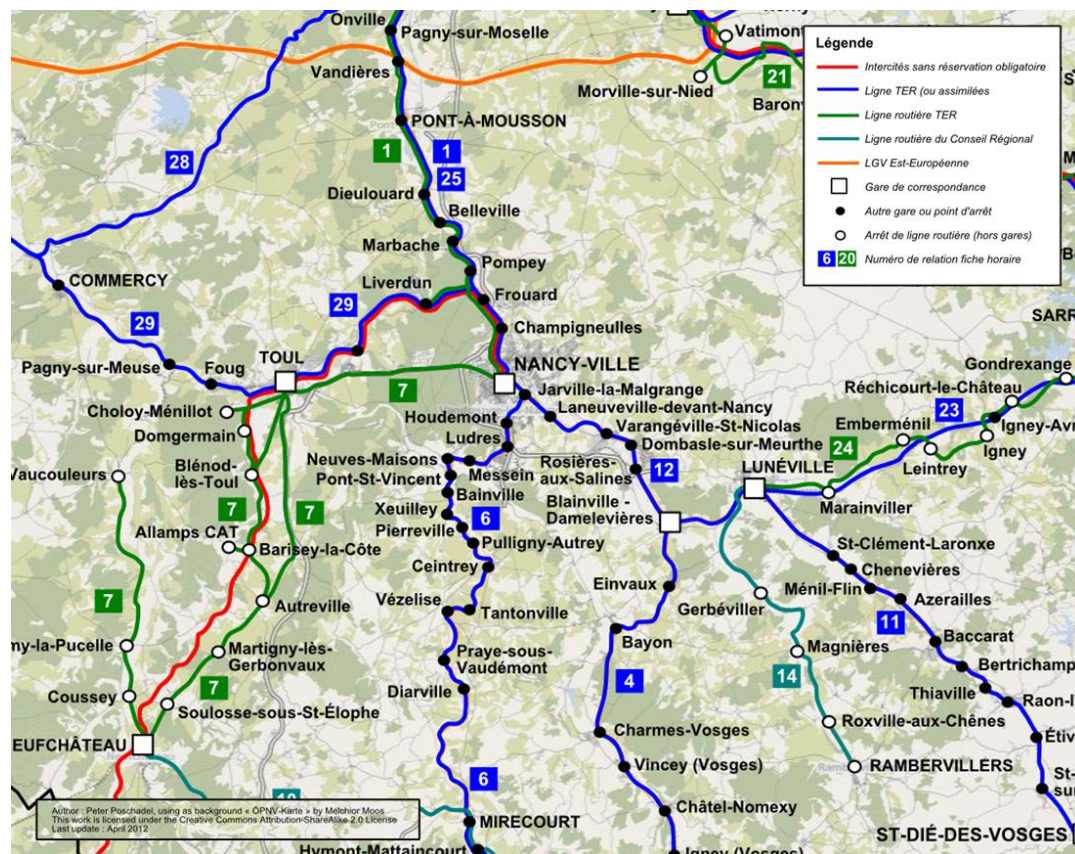 Onville
Pagny-sur-Moselle
Vandières
PONT-À-MOUSSON
1
1
25
Dieulouard
Belleville
Marbache
Pompey
Liverdun
Frouard
Champigneulles
28
29
COMMERCY
29
Pagny-sur-Meuse
Foug
TOUL
NANCY-VILLE
7
Choloy-Ménillot
Domgermain
Blénod-
lès-Toul
Vaucouleurs
7
7
Allamps CAT
Barisey-la-Côte
7
Autreville
my-la-Pucelle
Martigny-lès-
Gerbonvaux
7
Coussey
Soulosse-sous-St-Élophe
EUFCHÂTEAU
Jarville-la-Malgrange
Laneuveville-devant-Nancy
Houdemont
Varangéville-St-Nicolas
Ludres
Dombasle-sur-Meurthe
Neuves-Maisons
Messein
Rosières-
aux-Salines
12
Pont-St-Vincent
Bainville
Xeuilley
6
Pierreville
Pulligny-Autrey
Ceintrey
Vézelise
Tantonville
Praye-sous-
Vaudémont
Diarville
6
MIRECOURT
Hymont-Mattaincourt
Blainville -
Damelevières
Einvaux
Bayon
4
Charmes-Vosges
Vincey (Vosges)
Châtel-Nomexy
Igney (Vosges)
LUNÉVILLE
24
Emberménil
Réchicourt-le-Château
Gondrexange
23
Igney-Avr
Igney
Leintrey
Marainviller
SARR
St-Clément-Laronxe
Chenevières
Ménil-Flin
Azerailles
11
Gerbéviller
Baccarat
Magnières
Bertrichamp
14
Thiaville
Raon-l
Roxville-aux-Chênes
Étiv
RAMBERVILLERS
St-
sur
ST-DIÉ-DES-VOSGES
Vatimont
Morville-sur-Nied
21
Baronv
Légende
Intercités sans réservation obligatoire
Ligne TER (ou assimilées
Ligne routière TER
Ligne routière du Conseil Régional
LGV Est-Européenne
Gare de correspondance
Autre gare ou point d'arrêt
Arrêt de ligne routière (hors gares)
6 20 Numéro de relation fiche horaire
Author : Peter Poschadel, using as background « ÖPNV-Karte » by Melchior Moos
This work is licensed under the Creative Commons Attribution-ShareAlike 2.0 License
Last update : April 2012